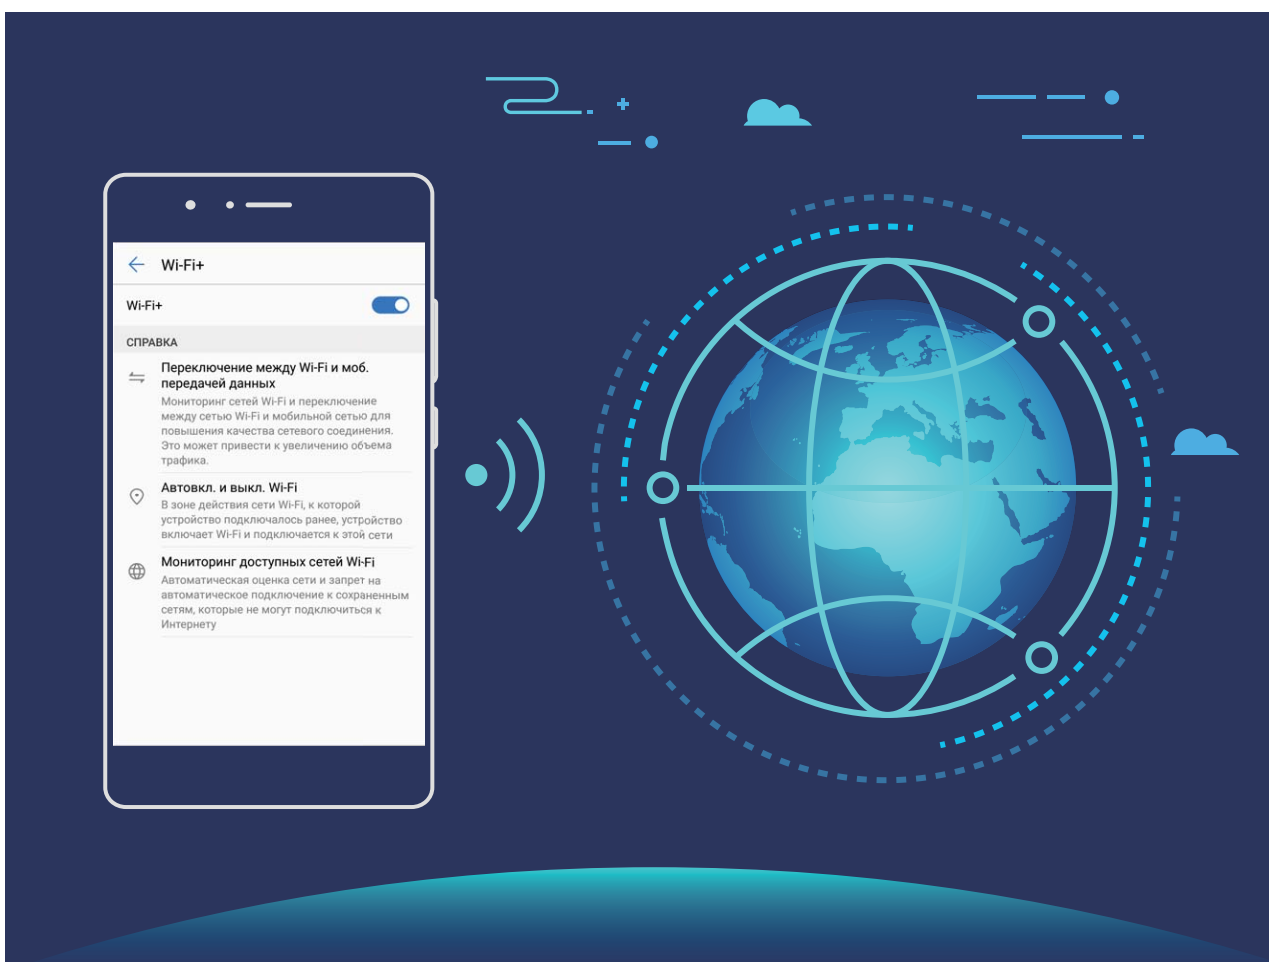 Wi-Fi+
Wi-Fi+
СПРАВКА
Переключение между Wi-Fi и моб.
передачей данных
Мониторинг сетей Wi-Fi и переключение
между сетью Wi-Fi и мобильной сетью для
повышения качества сетевого соединения.
Это может привести к увеличению объема
трафика.
Автовкл. и выкл. Wi-Fi
В зоне действия сети Wi-Fi, к которой
устройство подключалось ранее, устройство
включает Wi-Fi и подключается к этой сети
Мониторинг доступных сетей Wi-Fi
Автоматическая оценка сети и запрет на
автоматическое подключение к сохраненным
сетям, которые не могут подключиться к
Интернету